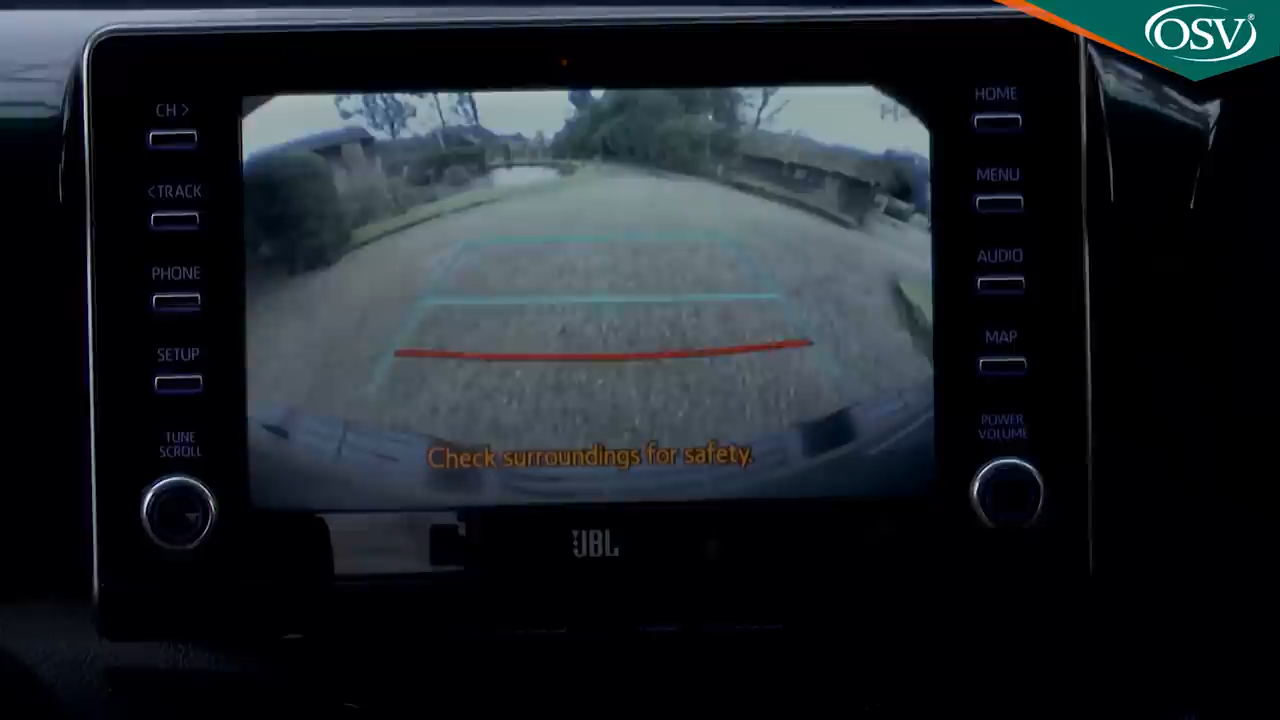 OSV
CH >
<TRACK
PHONE
SETUP
TUNE
SCROLL
HOME
MENU
AUDIO
MAP
POWER
VOLUME
Check surroundings for safety.
JBL